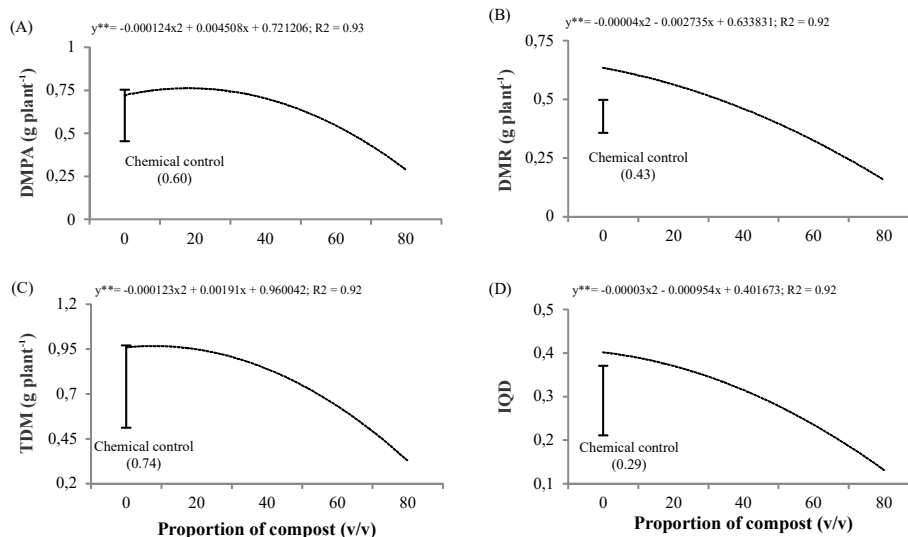 (A)
y**= -0.000124x2 + 0.004508x + 0.721206; R2 = 0.93
1
0,75
0,5
0,25
0
DMPA (g plant⁻¹)
Chemical control
(0.60)
0 20 40 60 80
(B)
y**= -0.00004x2 - 0.002735x + 0.633831; R2 = 0.92
0,75
0,5
0,25
0
DMR (g plant⁻¹)
Chemical control
(0.43)
0 20 40 60 80
(C)
y**= -0.000123x2 + 0.00191x + 0.960042; R2 = 0.92
1,2
0,95
0,7
0,45
0,2
TDM (g plant⁻¹)
Chemical control
(0.74)
0 20 40 60 80
Proportion of compost (v/v)
(D)
y**= -0.00003x2 - 0.000954x + 0.401673; R2 = 0.92
0,5
0,4
0,3
0,2
0,1
IQD
Chemical control
(0.29)
0 20 40 60 80
Proportion of compost (v/v)